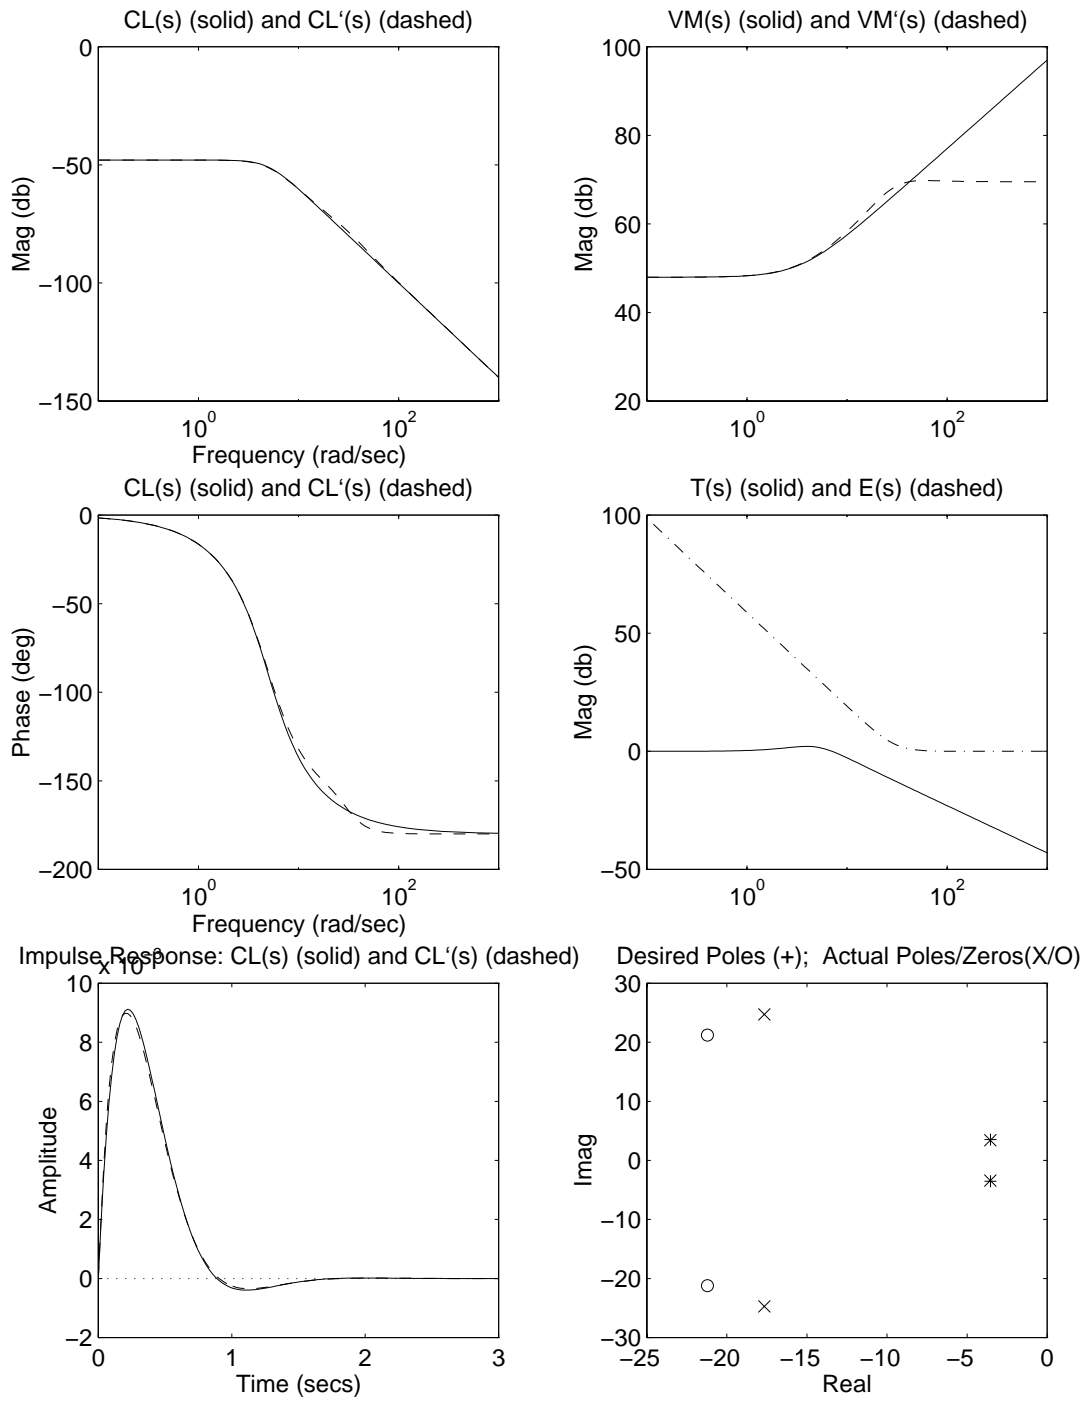 CL(s) (solid) and CL‘(s) (dashed)
0
−50
−100
−150
Mag (db)
10^0
10^2
Frequency (rad/sec)
VM(s) (solid) and VM‘(s) (dashed)
100
80
60
40
20
Mag (db)
10^0
10^2
CL(s) (solid) and CL‘(s) (dashed)
0
−50
−100
−150
−200
Phase (deg)
10^0
10^2
Frequency (rad/sec)
T(s) (solid) and E(s) (dashed)
100
50
0
−50
Mag (db)
10^0
10^2
Impulse Response: CL(s) (solid) and CL‘(s) (dashed)
x 10^−3
10
8
6
4
2
0
−2
Amplitude
0 1 2 3
Time (secs)
Desired Poles (+); Actual Poles/Zeros(X/O)
30
20
10
0
−10
−20
−30
Imag
−25 −20 −15 −10 −5 0
Real